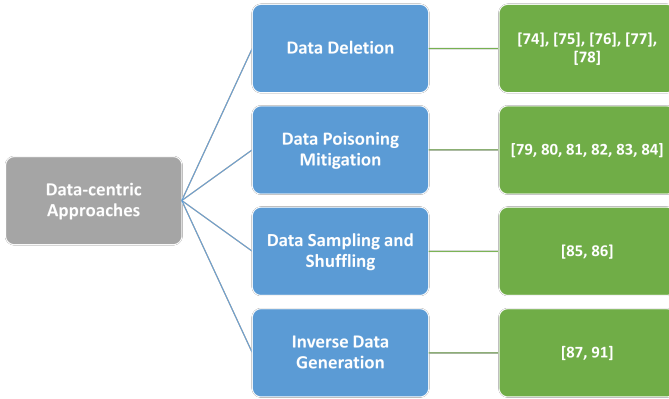 Data-centric
Approaches
Data Deletion
[74], [75], [76], [77],
[78]
Data Poisoning
Mitigation
[79, 80, 81, 82, 83, 84]
Data Sampling and
Shuffling
[85, 86]
Inverse Data
Generation
[87, 91]